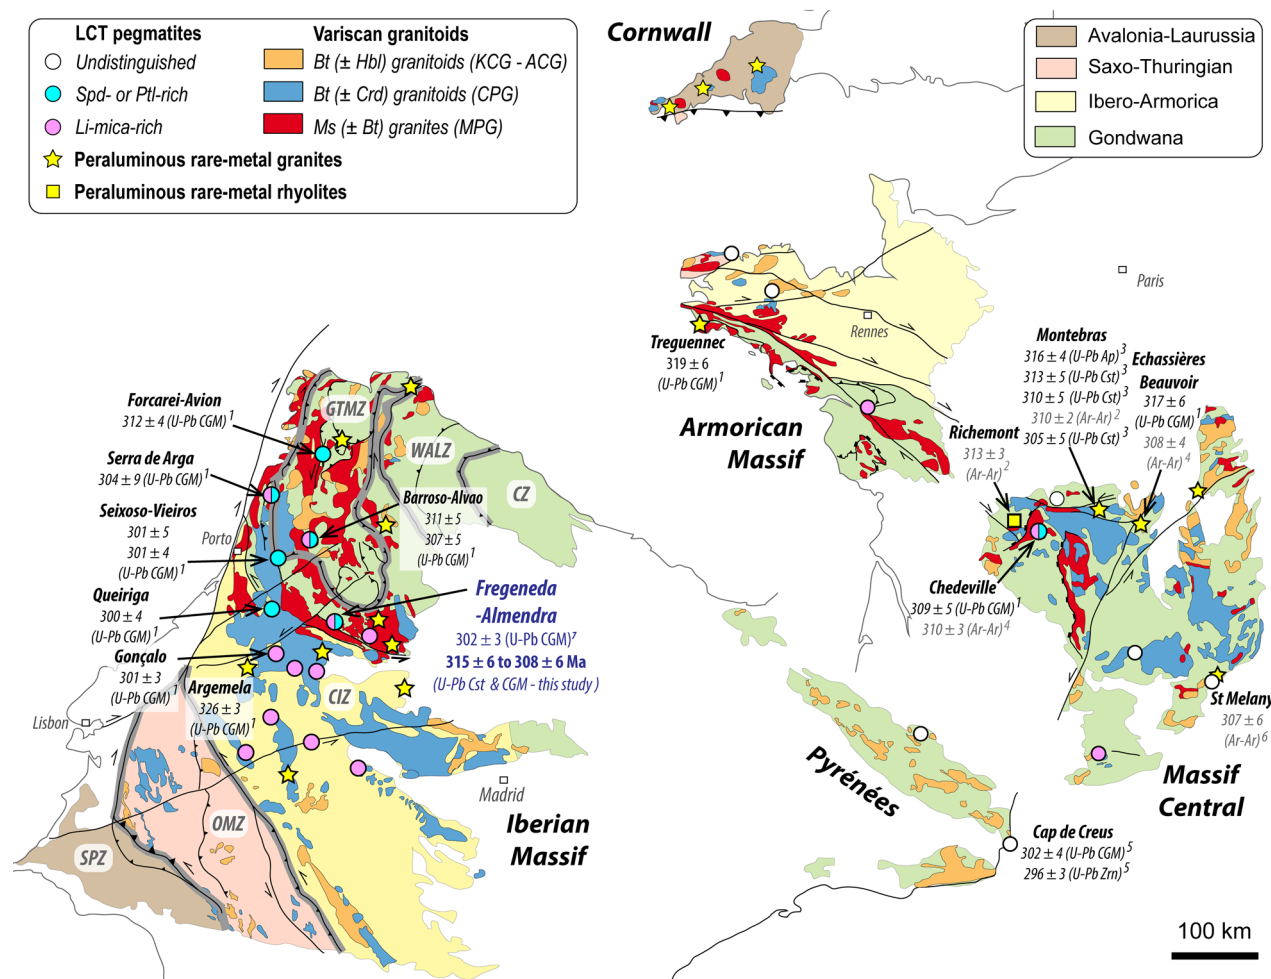 LCT pegmatites
Undistinguished
Spd- or Ptl-rich
Li-mica-rich
Peraluminous rare-metal granites
Peraluminous rare-metal rhyolites
Variscan granitoids
Bt (± Hbl) granitoids (KCG - ACG)
Bt (± Crd) granitoids (CPG)
Ms (± Bt) granites (MPG)
Cornwall
Avalonia-Laurussia
Saxo-Thuringian
Ibero-Armorica
Gondwana
Paris
Rennes
Treguennec
319 ± 6
(U-Pb CGM)1
Armorican
Massif
Montebras
316 ± 4 (U-Pb Ap)3
313 ± 5 (U-Pb Cst)3
310 ± 5 (U-Pb Cst)3
310 ± 2 (Ar-Ar)2
305 ± 5 (U-Pb Cst)3
Echassières
Beauvoir
317 ± 6
(U-Pb CGM)1
308 ± 4
(Ar-Ar)4
Richemont
313 ± 3
(Ar-Ar)2
Chedeville
309 ± 5 (U-Pb CGM)1
310 ± 3 (Ar-Ar)4
St Melany
307 ± 6
(Ar-Ar)6
Massif
Central
Forcarei-Avion
312 ± 4 (U-Pb CGM)1
Serra de Arga
304 ± 9 (U-Pb CGM)1
Seixoso-Vieiros
301 ± 5
301 ± 4
(U-Pb CGM)1
Porto
Queiriga
300 ± 4
(U-Pb CGM)1
Gonçalo
301 ± 3
(U-Pb CGM)1
Argemela
326 ± 3
(U-Pb CGM)1
GTMZ
WALZ
CZ
Barroso-Alvao
311 ± 5
307 ± 5
(U-Pb CGM)1
Fregeneda
-Almendra
302 ± 3 (U-Pb CGM)7
315 ± 6 to 308 ± 6 Ma
(U-Pb Cst & CGM - this study )
CIZ
Lisbon
Madrid
OMZ
SPZ
Iberian
Massif
Pyrénées
Cap de Creus
302 ± 4 (U-Pb CGM)5
296 ± 3 (U-Pb Zrn)5
100 km